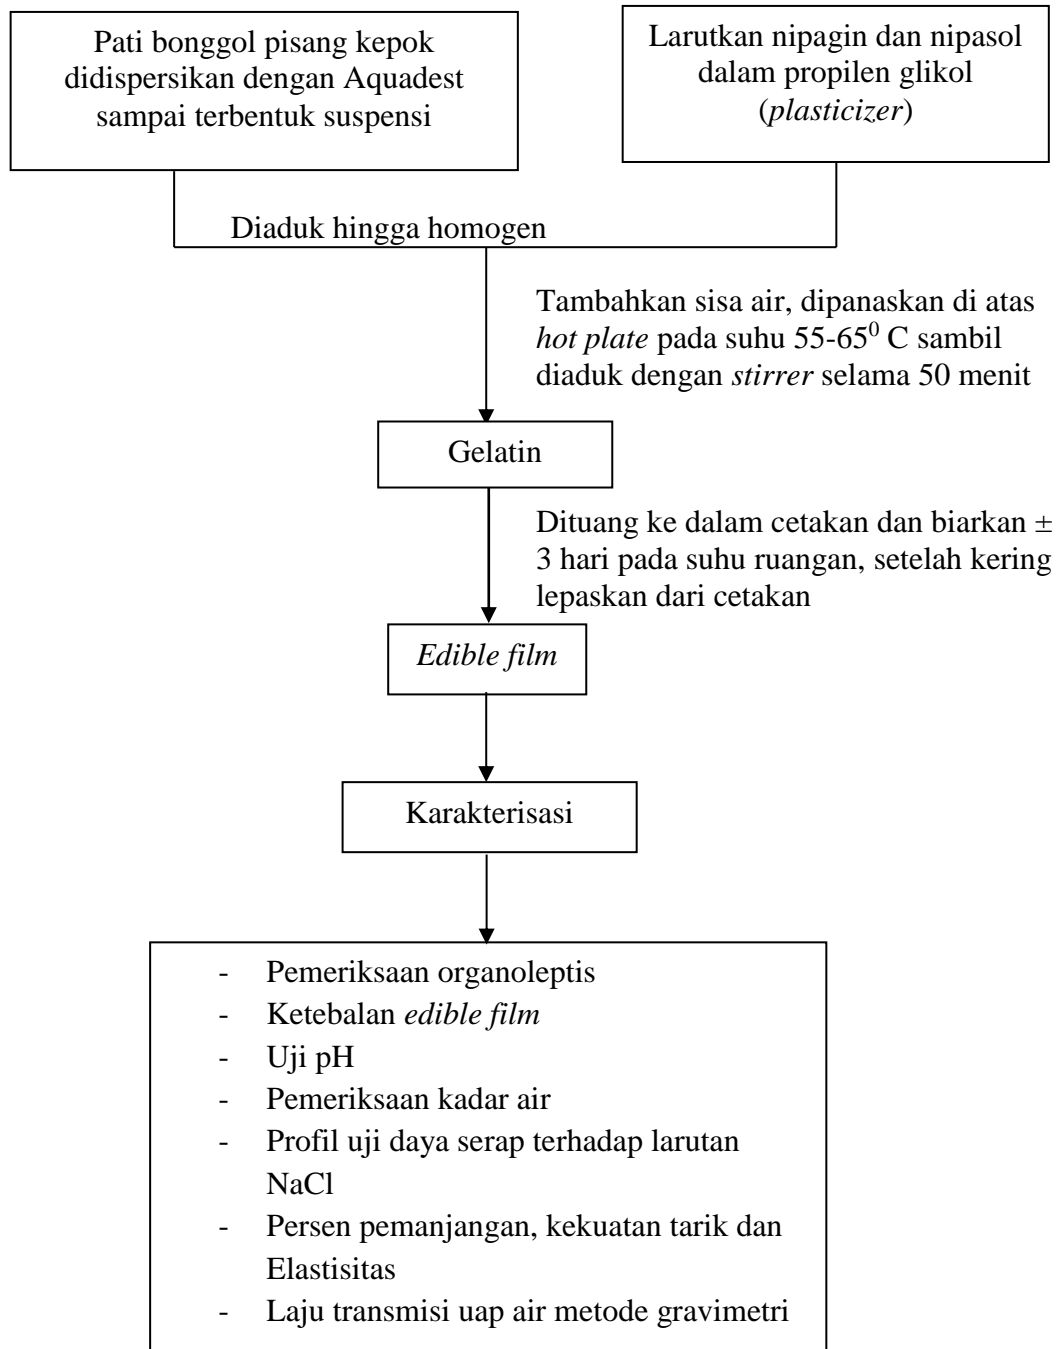 Pati bonggol pisang kepok
didispersikan dengan Aquadest
sampai terbentuk suspensi
Larutkan nipagin dan nipasol
dalam propilen glikol
(plasticizer)
Diaduk hingga homogen
Tambahkan sisa air, dipanaskan di atas
hot plate pada suhu 55-65⁰ C sambil
diaduk dengan stirrer selama 50 menit
Gelatin
Dituang ke dalam cetakan dan biarkan ±
3 hari pada suhu ruangan, setelah kering
lepaskan dari cetakan
Edible film
Karakterisasi
- Pemeriksaan organoleptis
- Ketebalan edible film
- Uji pH
- Pemeriksaan kadar air
- Profil uji daya serap terhadap larutan
NaCl
- Persen pemanjangan, kekuatan tarik dan
Elastisitas
- Laju transmisi uap air metode gravimetri